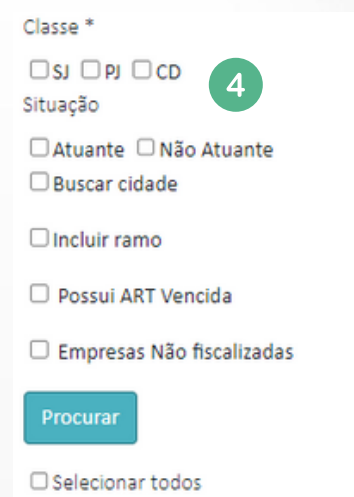 Classe *
SJ PJ CD
4
Situação
Atuante Não Atuante
Buscar cidade
Incluir ramo
Possui ART Vencida
Empresas Não fiscalizadas
Procurar
Selecionar todos